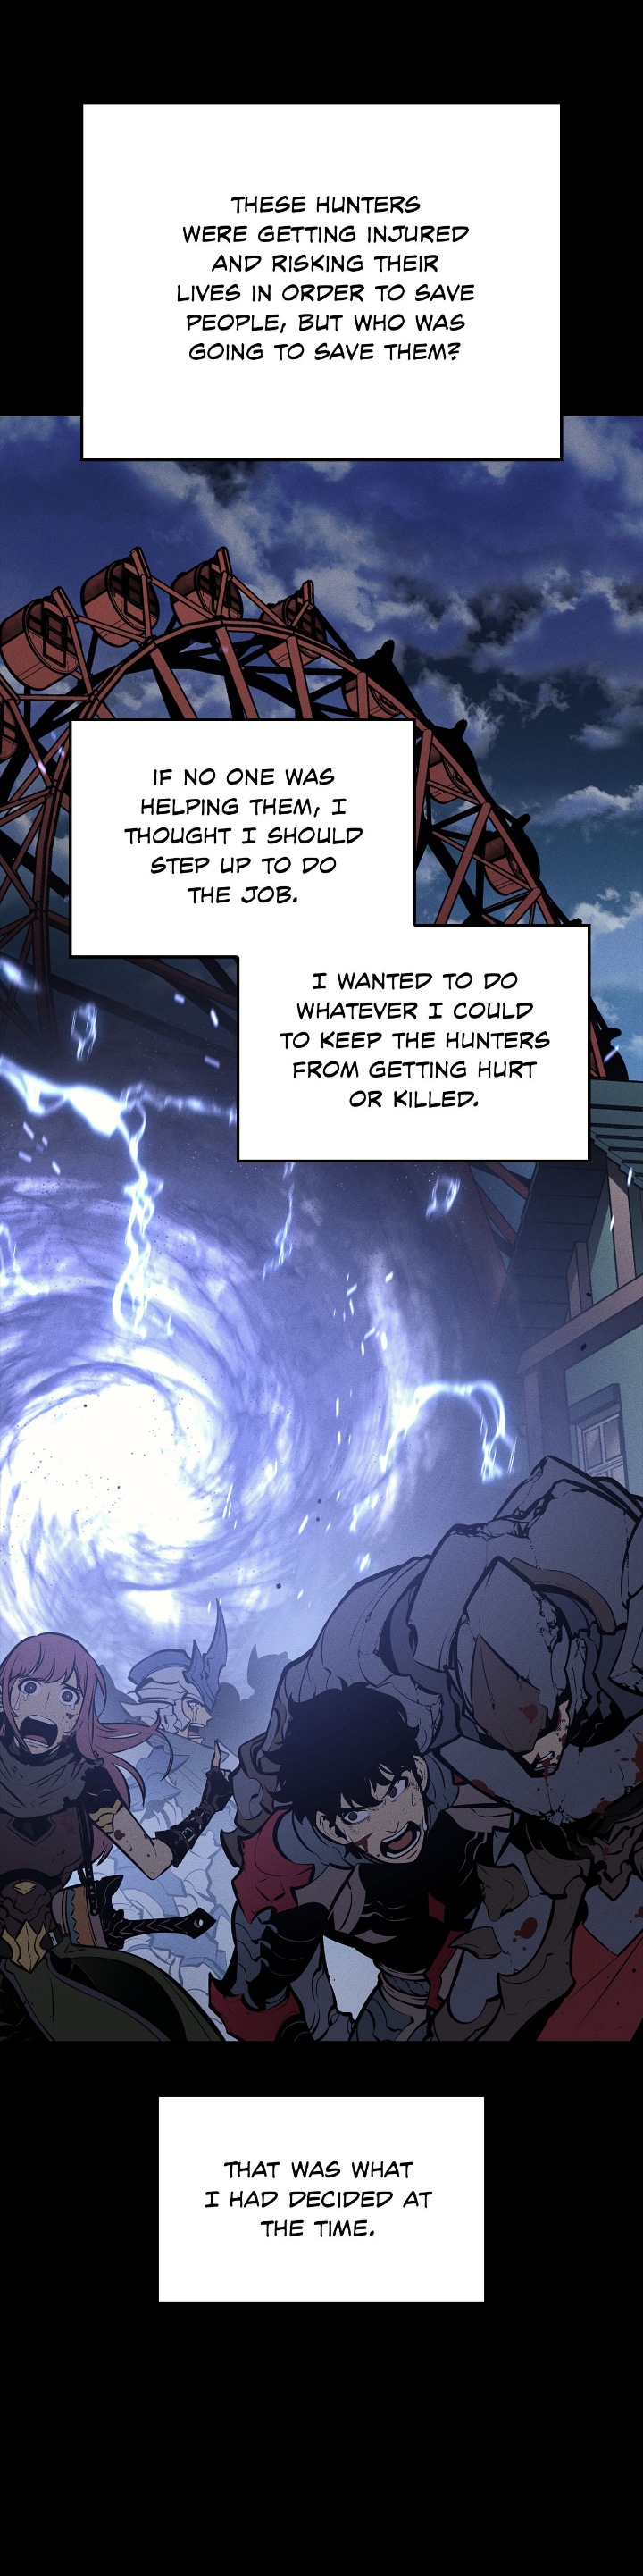 THESE HUNTERS
WERE GETTING INJURED
AND RISKING THEIR
LIVES IN ORDER TO SAVE
PEOPLE, BUT WHO WAS
GOING TO SAVE THEM?
IF NO ONE WAS
HELPING THEM, I
THOUGHT I SHOULD
STEP UP TO DO
THE JOB.
I WANTED TO DO
WHATEVER I COULD
TO KEEP THE HUNTERS
FROM GETTING HURT
OR KILLED.
THAT WAS WHAT
I HAD DECIDED AT
THE TIME.